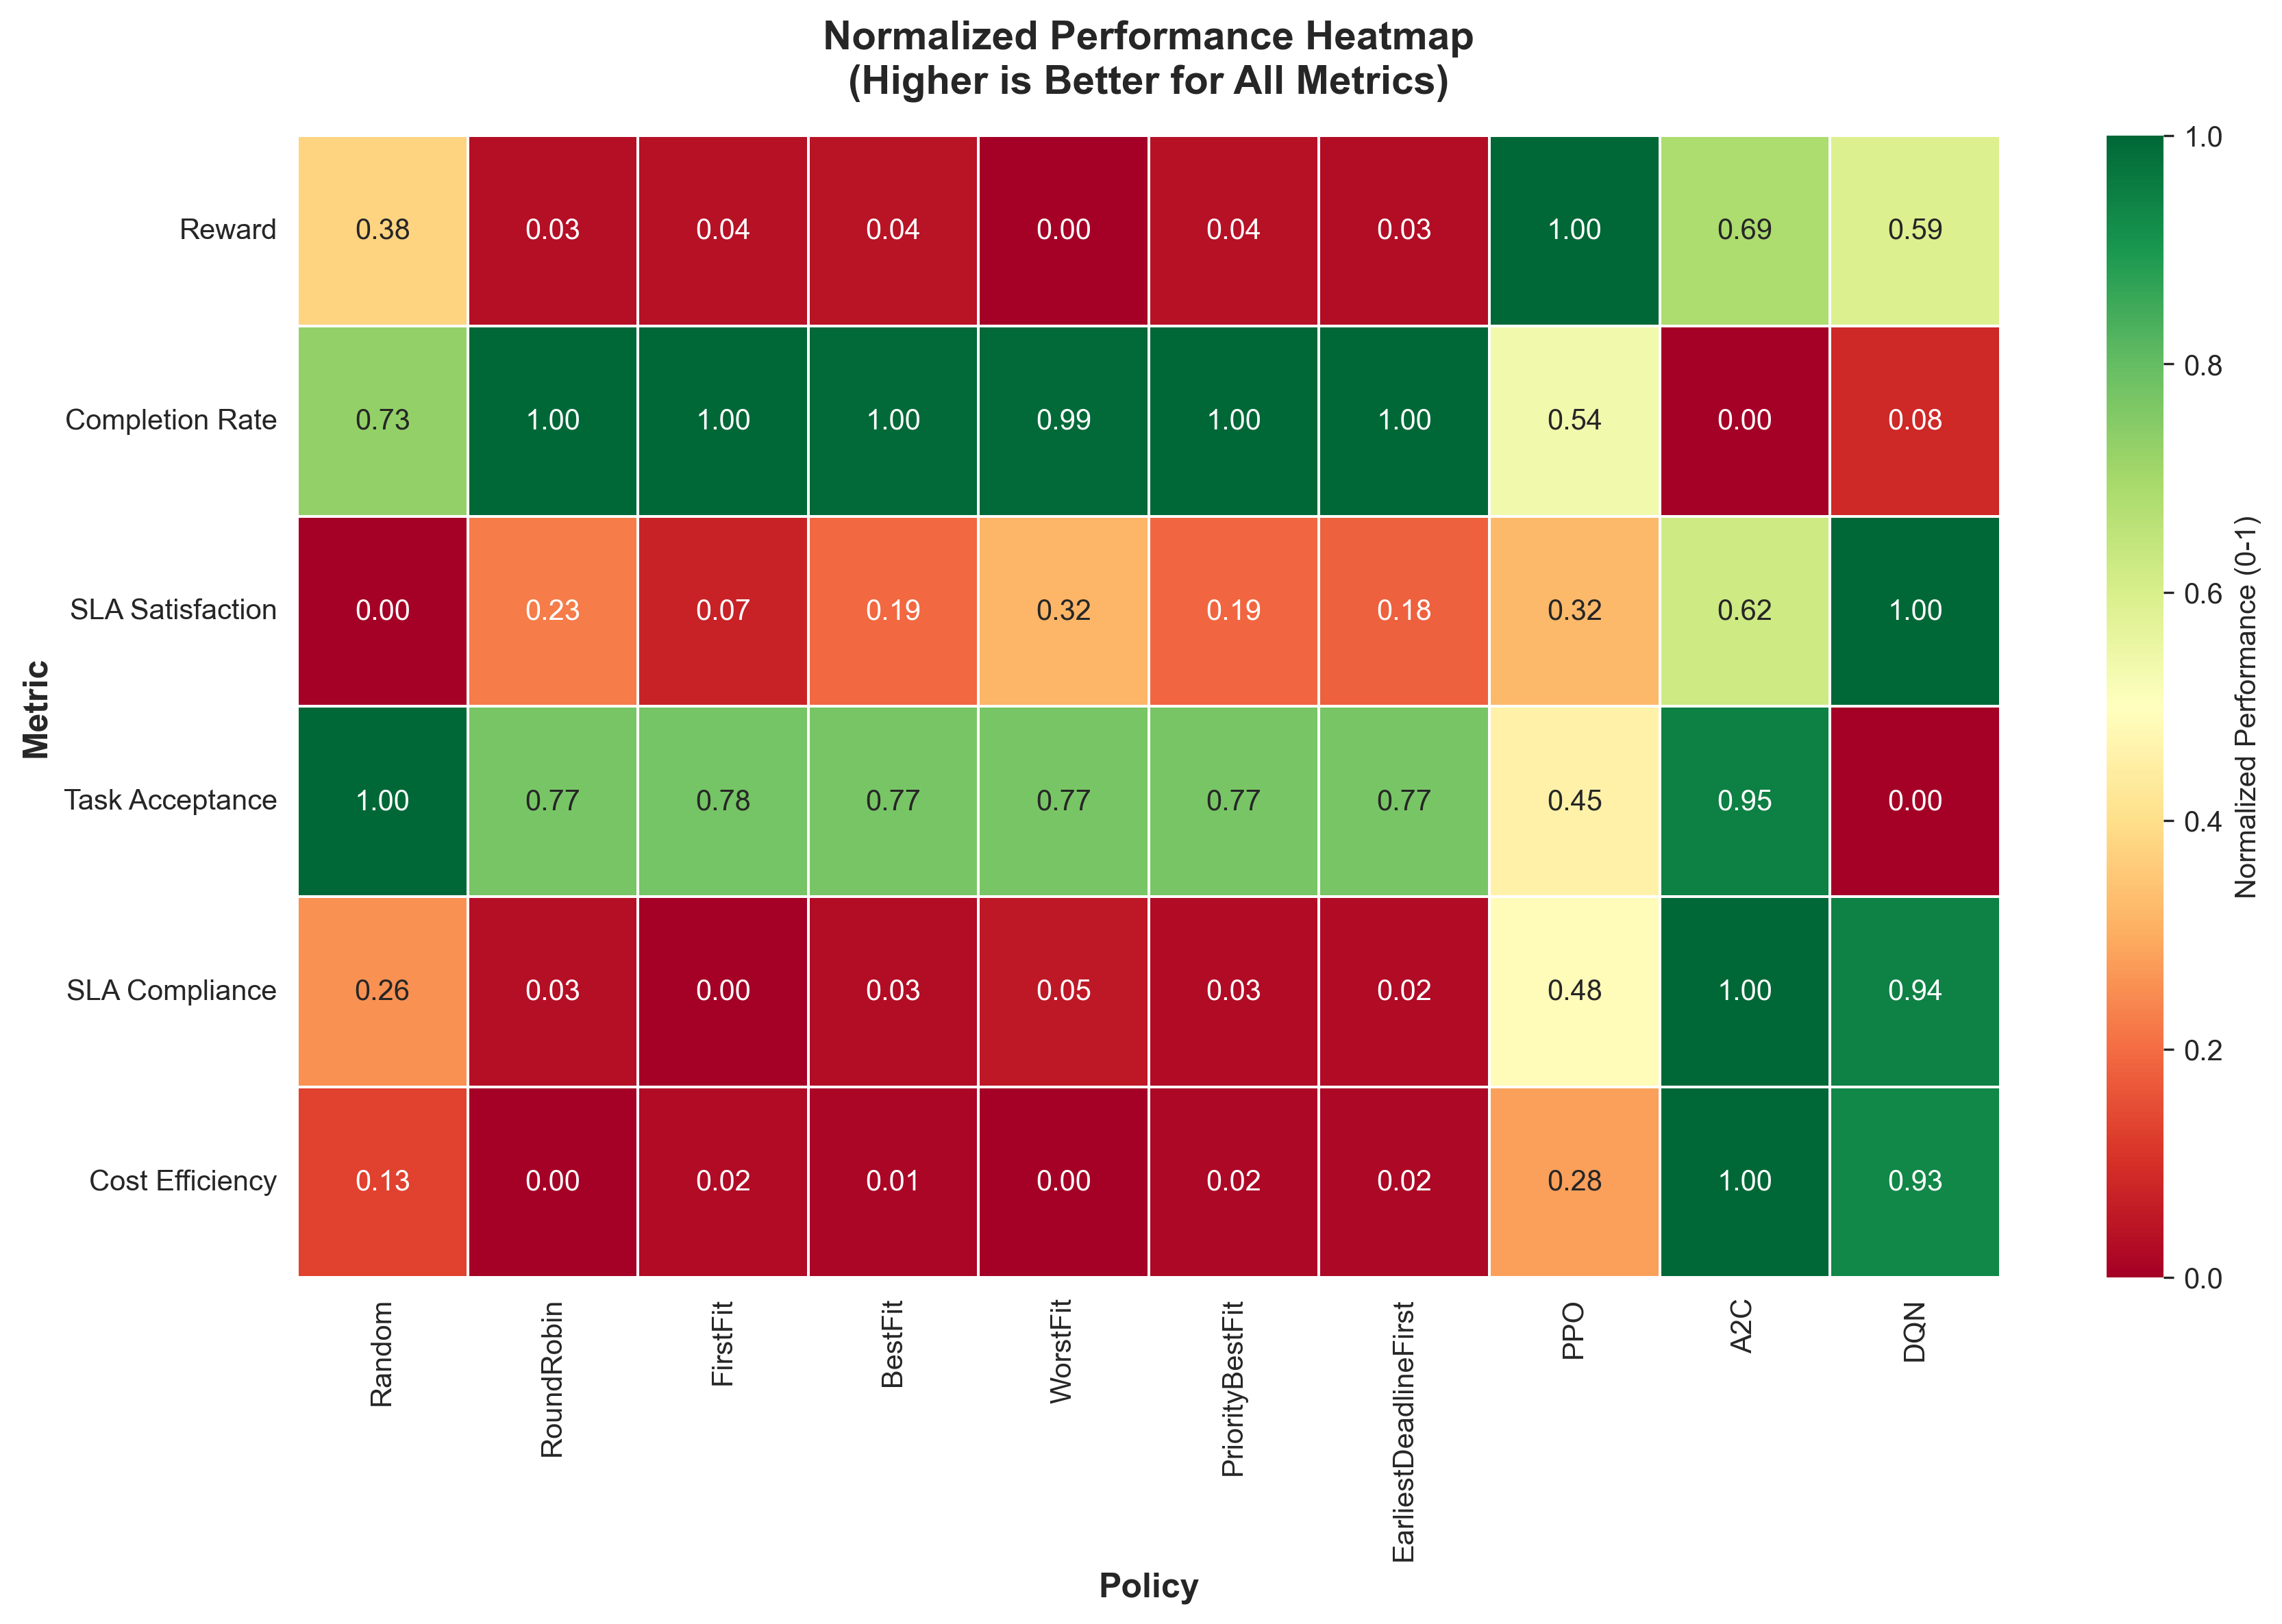 Normalized Performance Heatmap
(Higher is Better for All Metrics)
Metric
Reward 0.38 0.03 0.04 0.04 0.00 0.04 0.03 1.00 0.69 0.59
Completion Rate 0.73 1.00 1.00 1.00 0.99 1.00 1.00 0.54 0.00 0.08
SLA Satisfaction 0.00 0.23 0.07 0.19 0.32 0.19 0.18 0.32 0.62 1.00
Task Acceptance 1.00 0.77 0.78 0.77 0.77 0.77 0.77 0.45 0.95 0.00
SLA Compliance 0.26 0.03 0.00 0.03 0.05 0.03 0.02 0.48 1.00 0.94
Cost Efficiency 0.13 0.00 0.02 0.01 0.00 0.02 0.02 0.28 1.00 0.93
Random
RoundRobin
FirstFit
BestFit
WorstFit
PriorityBestFit
EarliestDeadlineFirst
PPO
A2C
DQN
Policy
1.0
0.8
0.6
0.4
0.2
0.0
Normalized Performance (0-1)